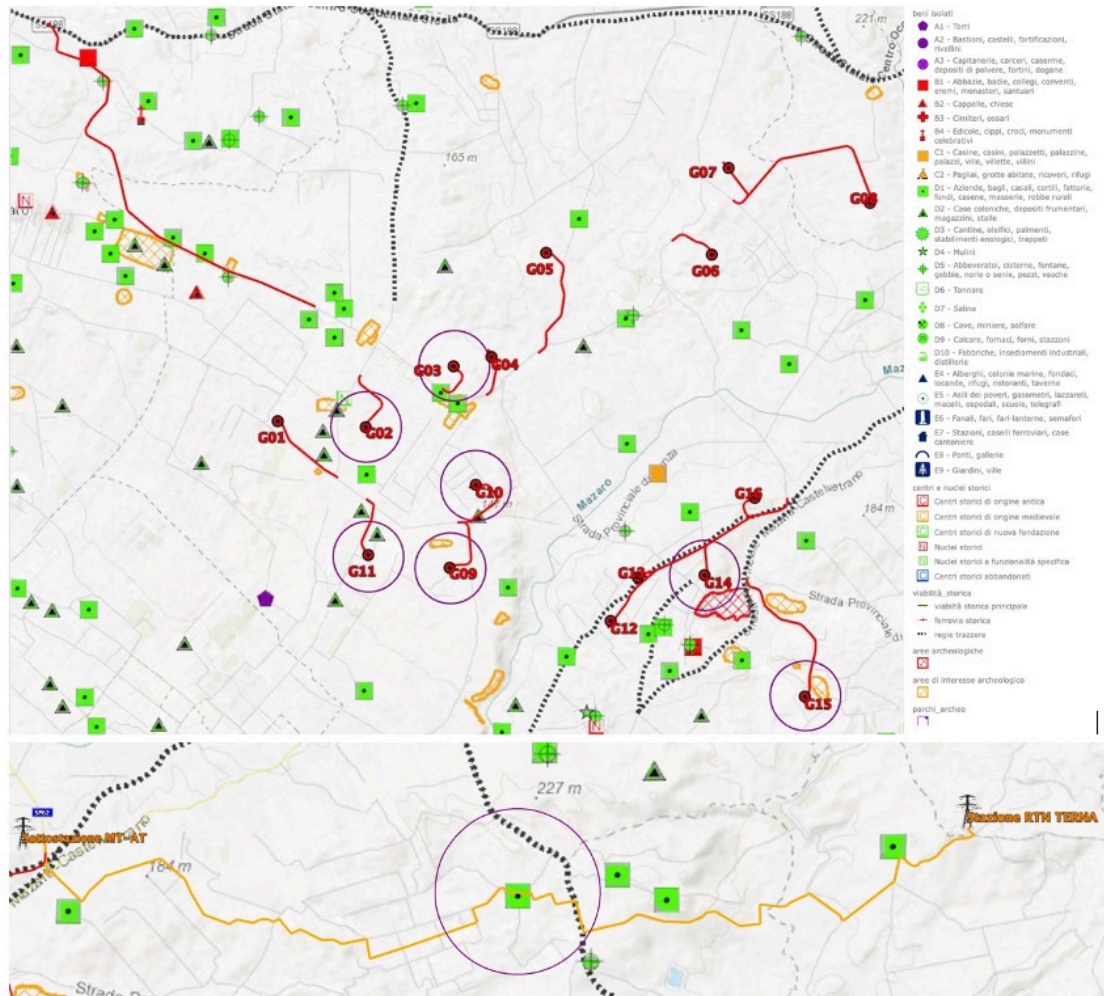 SS188
221 m
165 m
G07
G05
G06
G03
G04
G01
G02
G10
G11
G09
Mazaro
Strada Provinciale da
G16
184 m
G14
G12
Strada Provinciale
G15
beni isolati
A1 - Torri
A2 - Bastioni, castelli, fortificazioni,
rivellini
A3 - Capitanerie, carceri, caserme,
depositi di polvere, fortini, dogane
B1 - Abbazie, badie, collegi, conventi,
eremi, monasteri, santuari
B2 - Cappelle, chiese
B3 - Cimiteri, ossari
B4 - Edicole, cippi, croci, monumenti
celebrativi
C1 - Casine, casini, palazzetti, palazzine,
palazzi, ville, villette, villini
C2 - Pagliai, grotte abitate, ricoveri, rifugi
D1 - Aziende, bagli, casali, cortili, fattorie,
fondi, casene, masserie, robbe rurali
D2 - Case coloniche, depositi frumentari,
magazzini, stalle
D3 - Cantine, oleifici, palmenti,
stabilimenti enologici, trappeti
D4 - Mulini
D5 - Abbeveratoi, cisterne, fontane,
gebbie, norie o senie, pozzi, vasche
D6 - Tonnare
D7 - Saline
D8 - Cave, miniere, solfare
D9 - Calcare, fornaci, forni, stazzoni
D10 - Fabbriche, insediamenti industriali,
distillerie
E4 - Alberghi, colonie marine, fondaci,
locande, rifugi, ristoranti, taverne
E5 - Asili dei poveri, gasometri, lazzareti,
macelli, ospedali, scuole, telegrafi
E6 - Fanali, fari, fari-lanterne, semafori
E7 - Stazioni, caselli ferroviari, case
cantoniere
E8 - Ponti, gallerie
E9 - Giardini, ville
centri e nuclei storici
C Centri storici di origine antica
C Centri storici di origine medievale
C Centri storici di nuova fondazione
N Nuclei storici
N Nuclei storici a funzionalità specifica
C Centri storici abbandonati
viabilità_storica
viabiltà storica principale
ferrovia storica
regie trazzere
aree archeologiche
aree di interesse archeologico
parchi_archeo
227 m
SP62
Sottostazione MT-AT
Stazione RTN TERNA
184 m
Strada